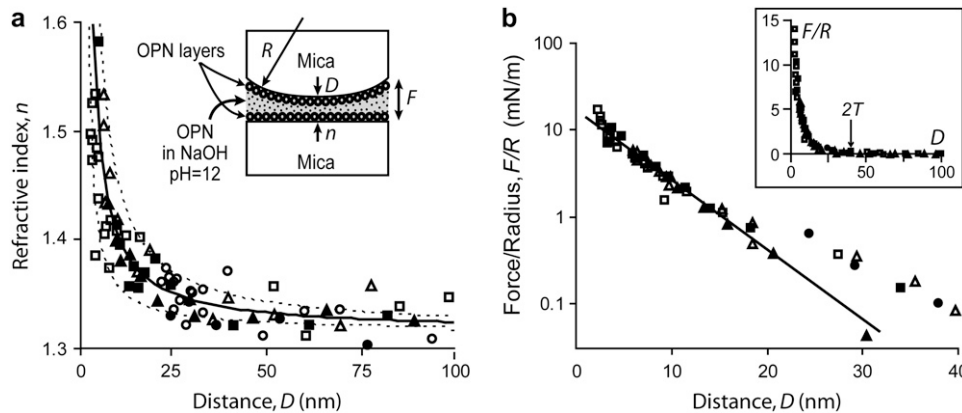 a
Refractive index, n
1.6
1.5
1.4
1.3
0
25
50
75
100
Distance, D (nm)
OPN layers
OPN
in NaOH
pH=12
R
Mica
D
F
n
Mica
b
Force/Radius, F/R (mN/m)
100
10
1
0.1
0
10
20
30
40
Distance, D (nm)
F/R
15
10
5
0
2T
D
0
50
100